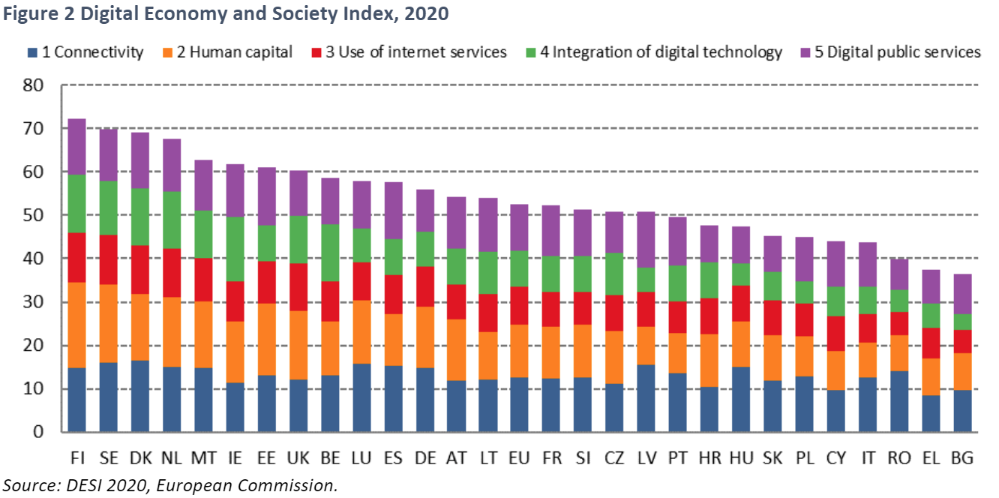 Figure 2 Digital Economy and Society Index, 2020
1 Connectivity 2 Human capital 3 Use of internet services 4 Integration of digital technology 5 Digital public services
80
70
60
50
40
30
20
10
0
FI SE DK NL MT IE EE UK BE LU ES DE AT LT EU FR SI CZ LV PT HR HU SK PL CY IT RO EL BG
Source: DESI 2020, European Commission.